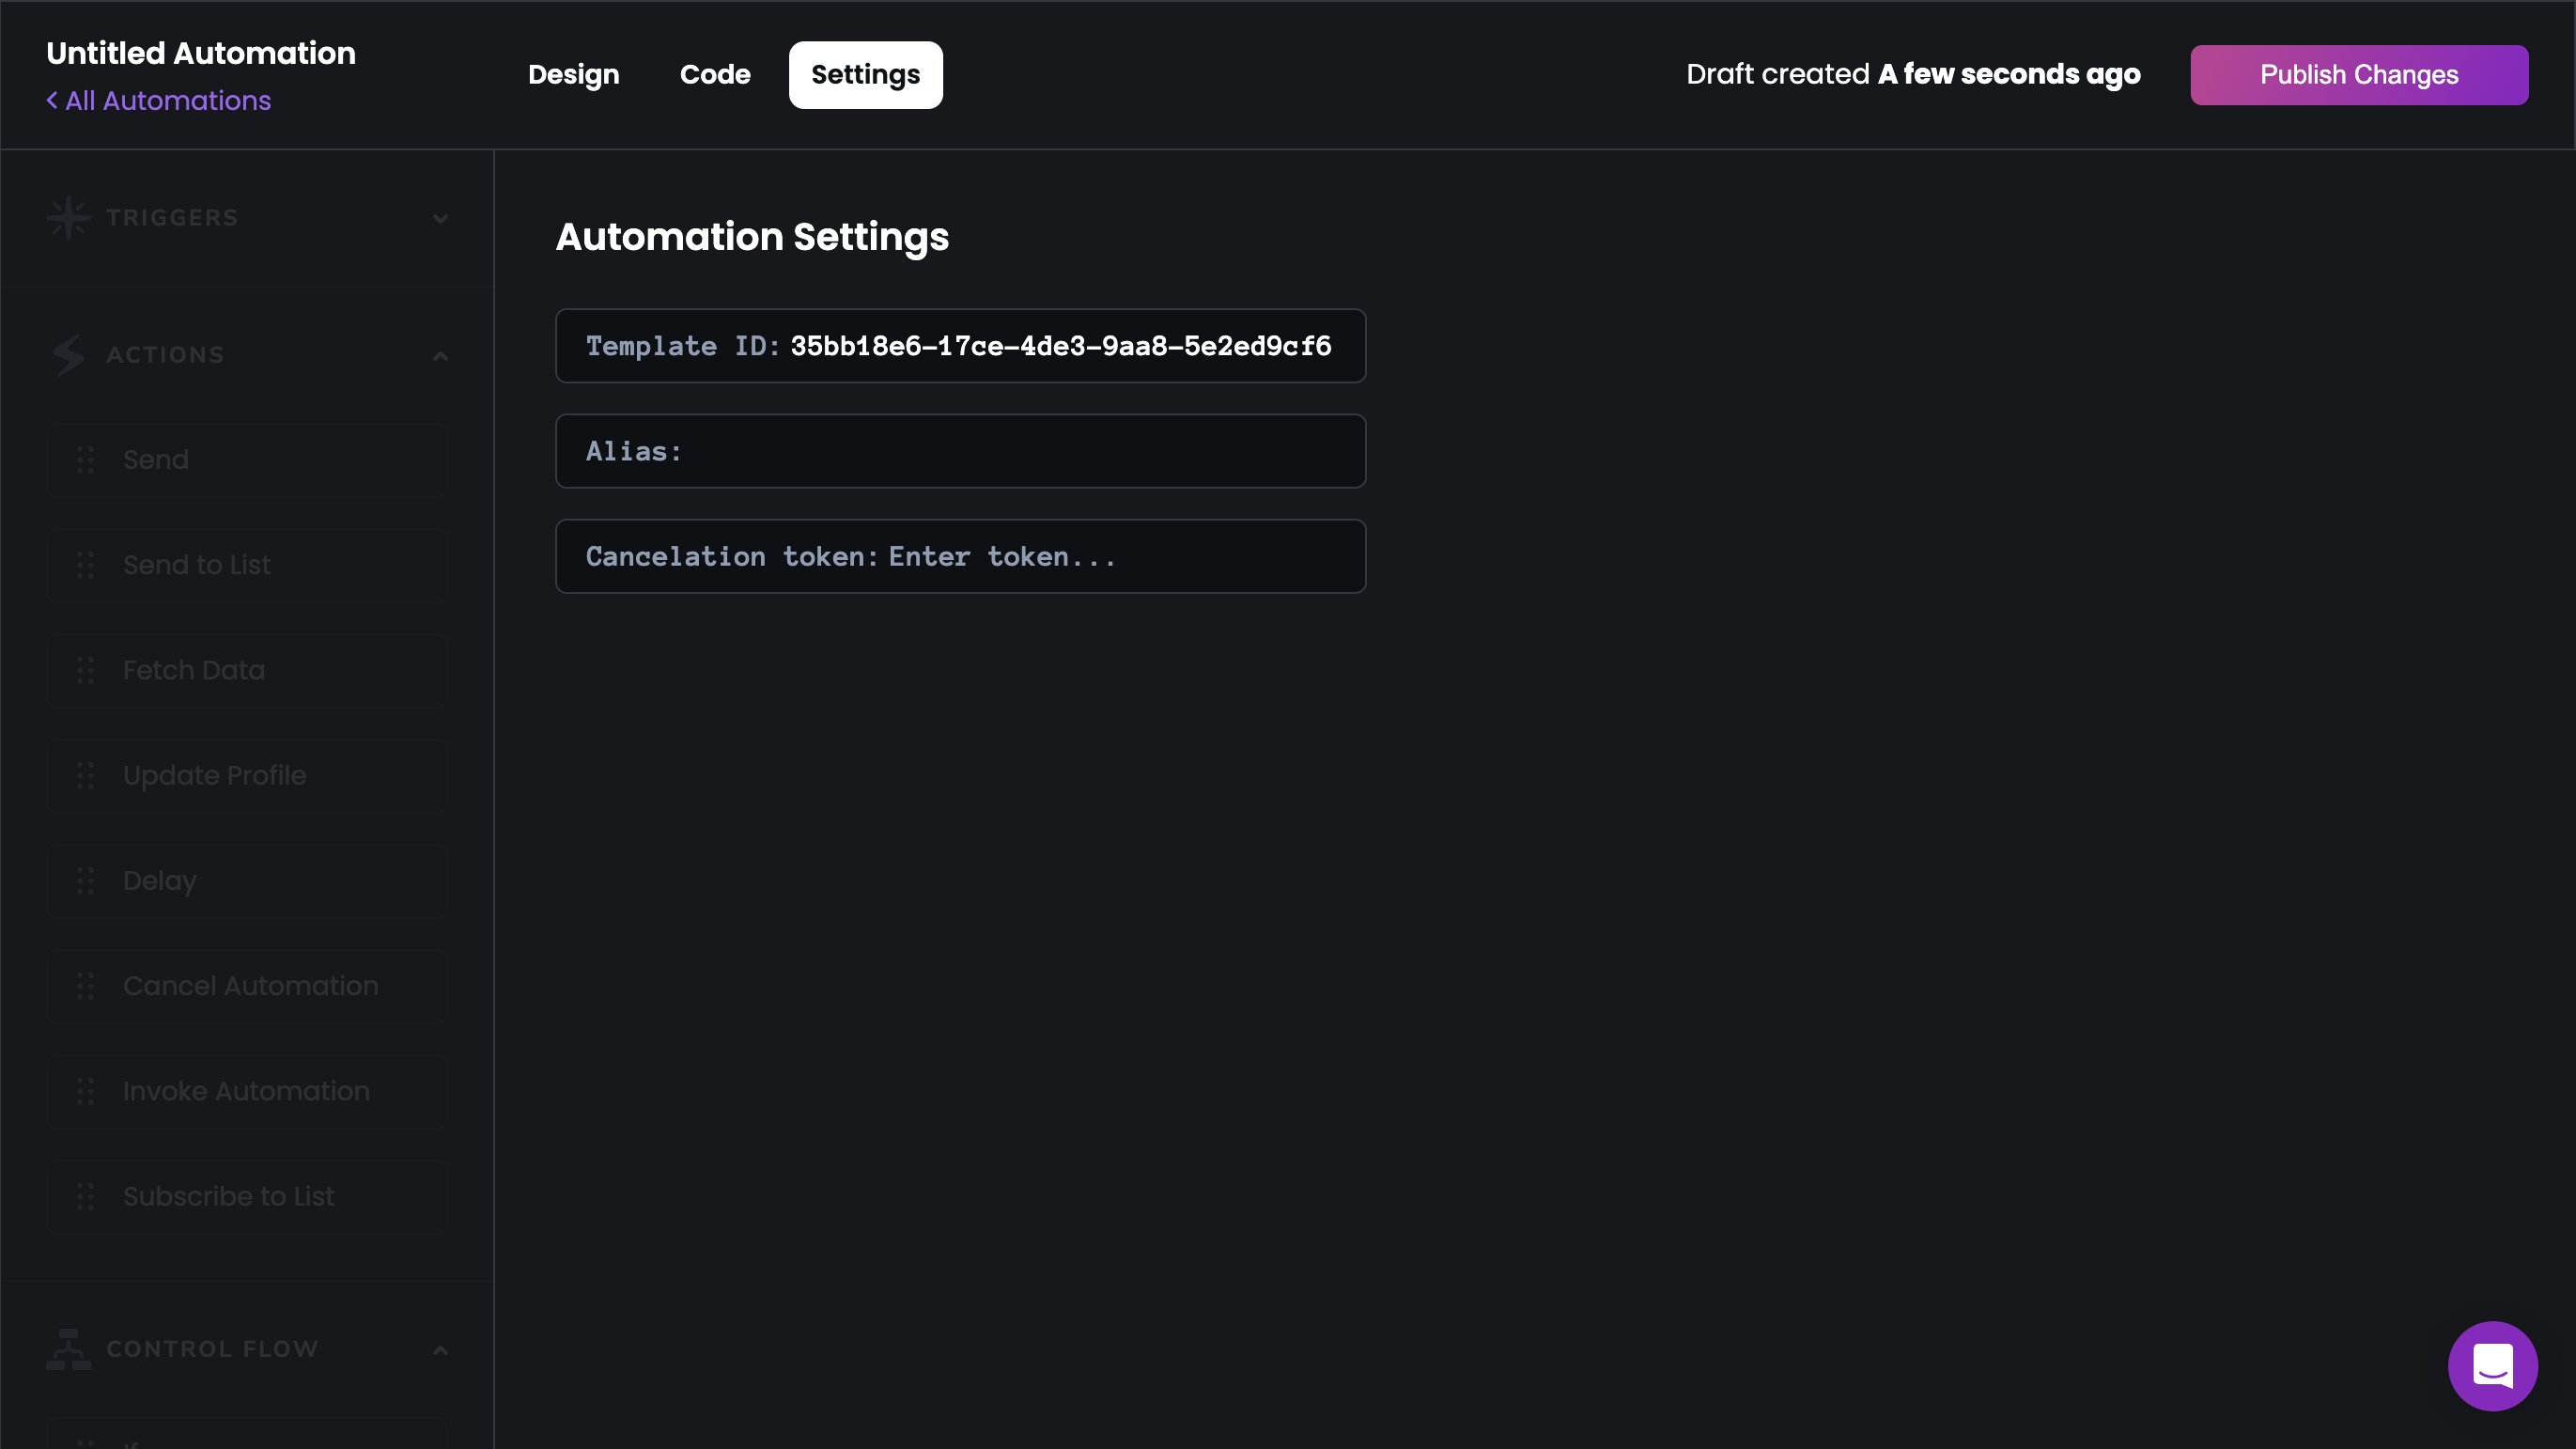 Untitled Automation
All Automations
Design
Code
Settings
Draft created A few seconds ago
Publish Changes
TRIGGERS
ACTIONS
Send
Send to List
Fetch Data
Update Profile
Delay
Cancel Automation
Invoke Automation
Subscribe to List
CONTROL FLOW
Automation Settings
Template ID: 35bb18e6-17ce-4de3-9aa8-5e2ed9cf6
Alias:
Cancelation token: Enter token...